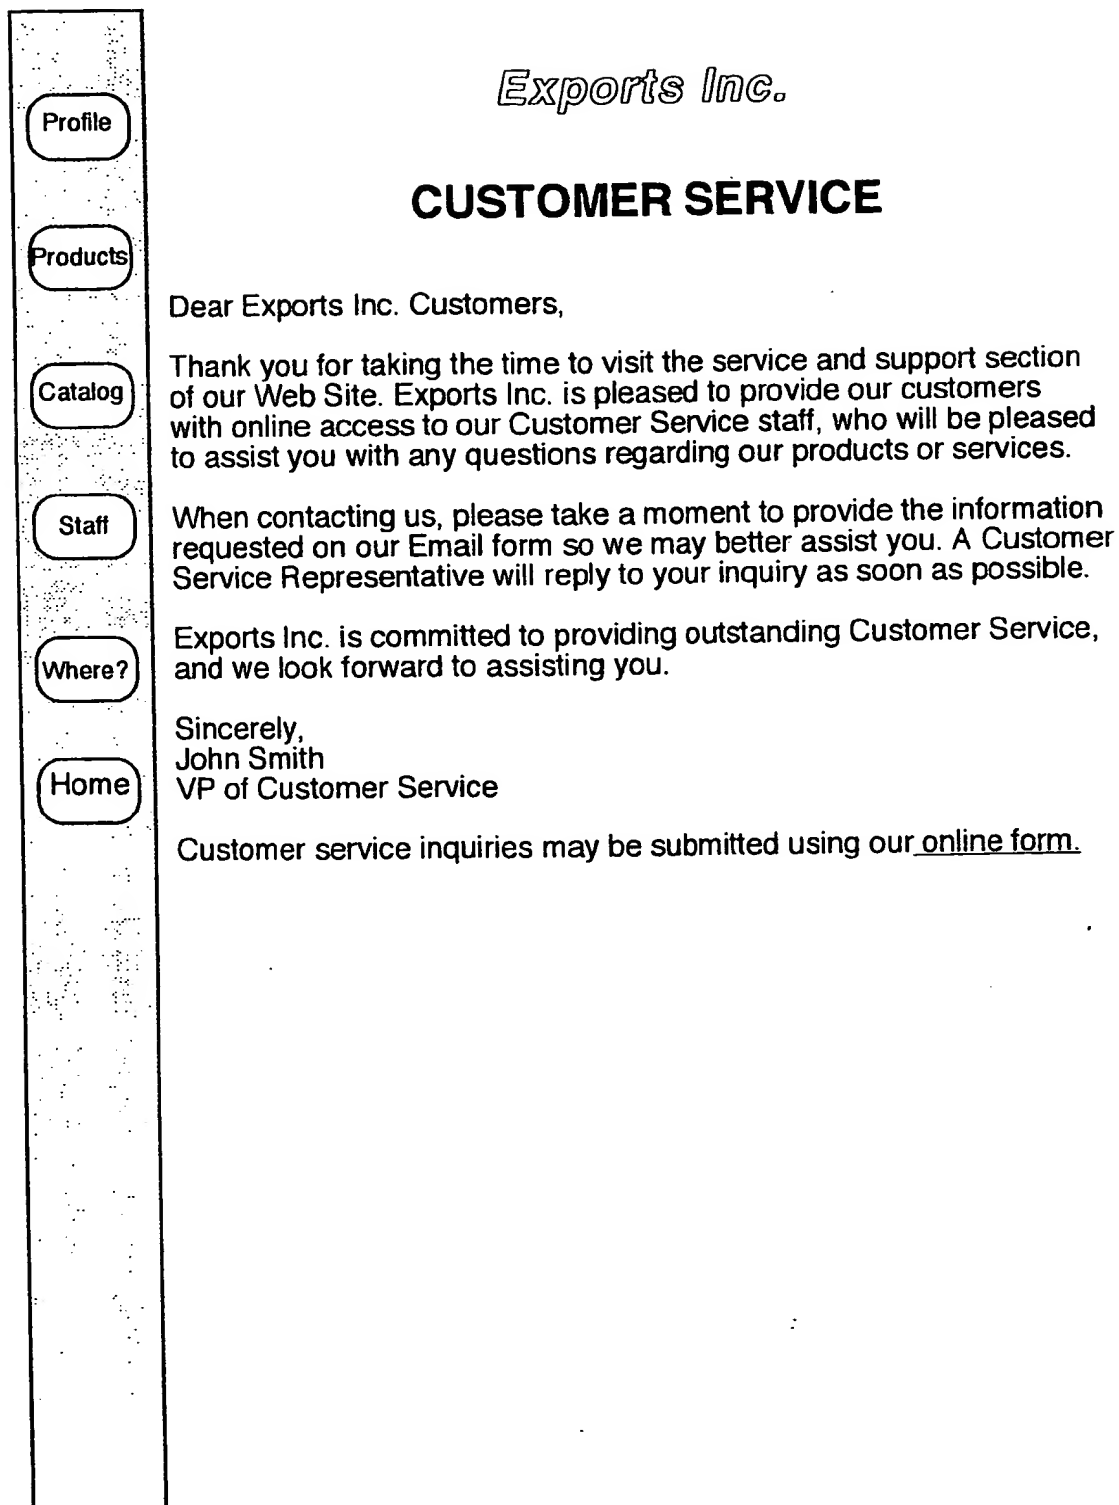 Profile
Products
Catalog
Staff
Where?
Home
Exports Inc.
CUSTOMER SERVICE
Dear Exports Inc. Customers,
Thank you for taking the time to visit the service and support section
of our Web Site. Exports Inc. is pleased to provide our customers
with online access to our Customer Service staff, who will be pleased
to assist you with any questions regarding our products or services.
When contacting us, please take a moment to provide the information
requested on our Email form so we may better assist you. A Customer
Service Representative will reply to your inquiry as soon as possible.
Exports Inc. is committed to providing outstanding Customer Service,
and we look forward to assisting you.
Sincerely,
John Smith
VP of Customer Service
Customer service inquiries may be submitted using our online form.